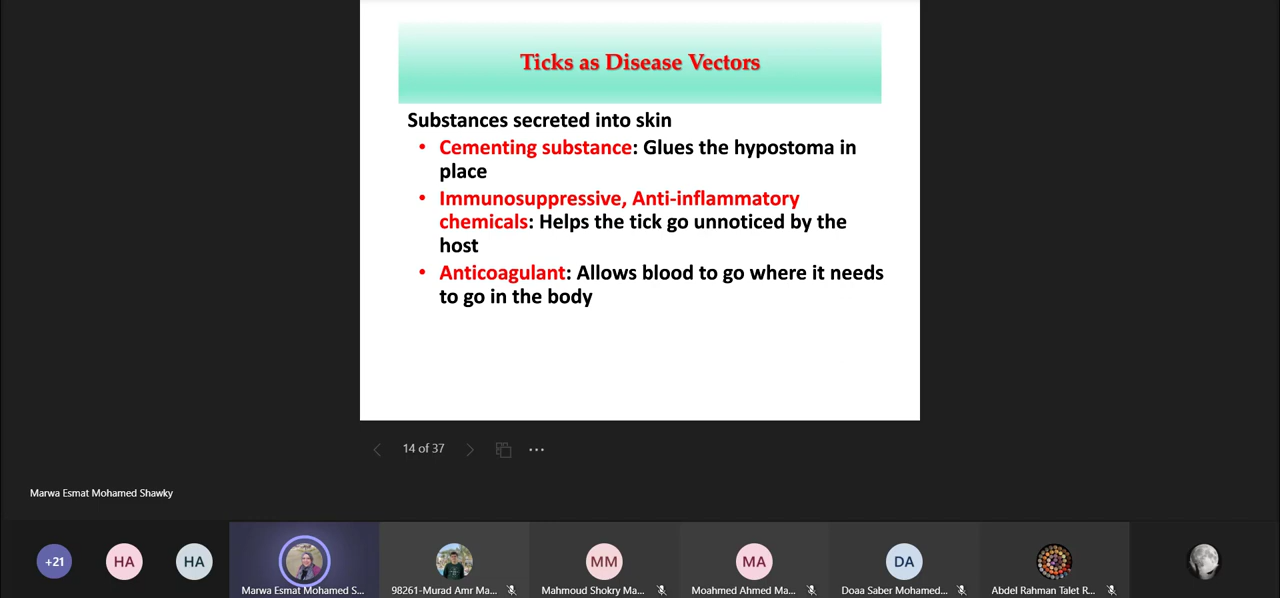 Ticks as Disease Vectors
Substances secreted into skin
• Cementing substance: Glues the hypostoma in
place
• Immunosuppressive, Anti-inflammatory
chemicals: Helps the tick go unnoticed by the
host
• Anticoagulant: Allows blood to go where it needs
to go in the body
14 of 37
Marwa Esmat Mohamed Shawky
+21
HA
HA
MM
MA
DA
Marwa Esmat Mohamed S...
98261-Murad Amr Ma...
Mahmoud Shokry Ma...
Moahmed Ahmed Ma...
Doaa Saber Mohamed...
Abdel Rahman Talet R...